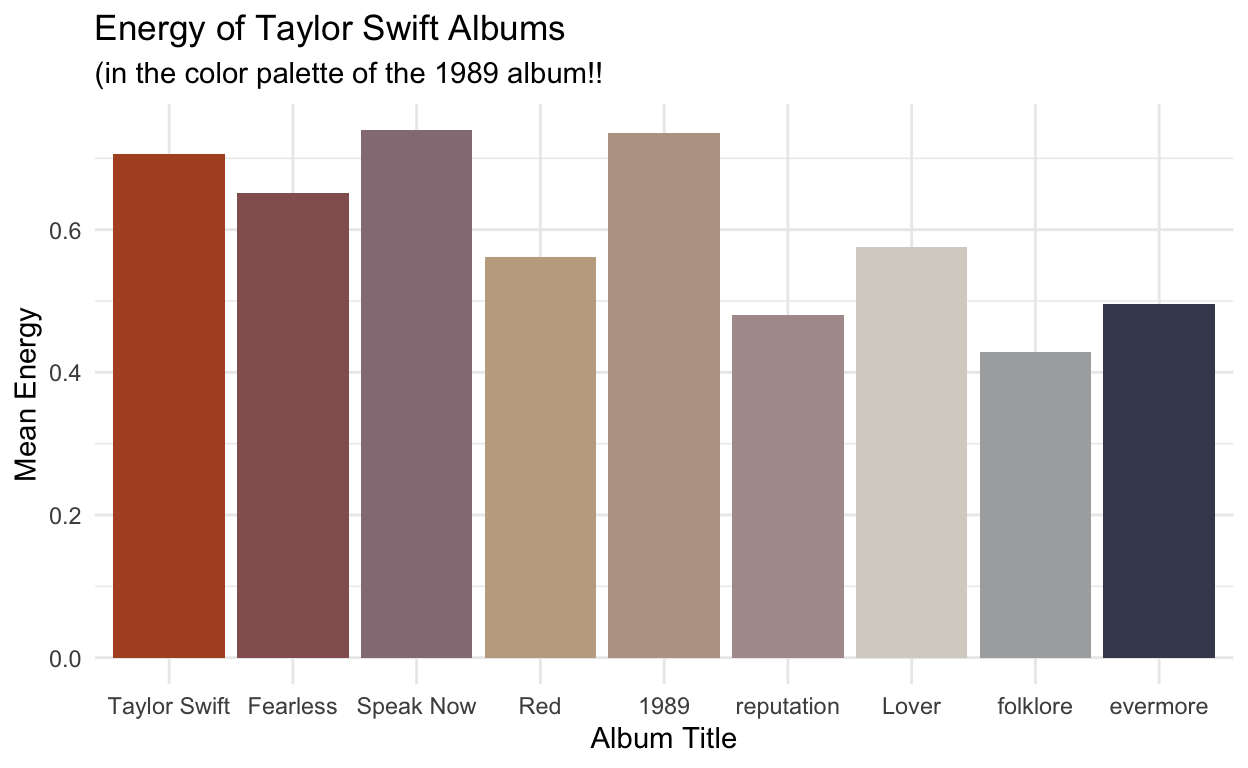 Energy of Taylor Swift Albums
(in the color palette of the 1989 album!!
Mean Energy
0.6
0.4
0.2
0.0
Taylor Swift Fearless Speak Now Red 1989 reputation Lover folklore evermore
Album Title